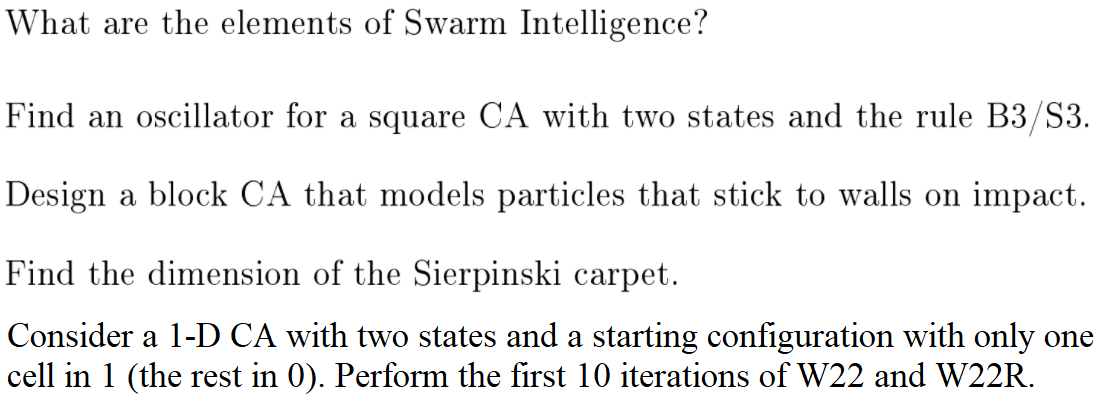 What are the elements of Swarm Intelligence?
Find an oscillator for a square CA with two states and the rule B3/S3.
Design a block CA that models particles that stick to walls on impact.
Find the dimension of the Sierpinski carpet.
Consider a 1-D CA with two states and a starting configuration with only one
cell in 1 (the rest in 0). Perform the first 10 iterations of W22 and W22R.